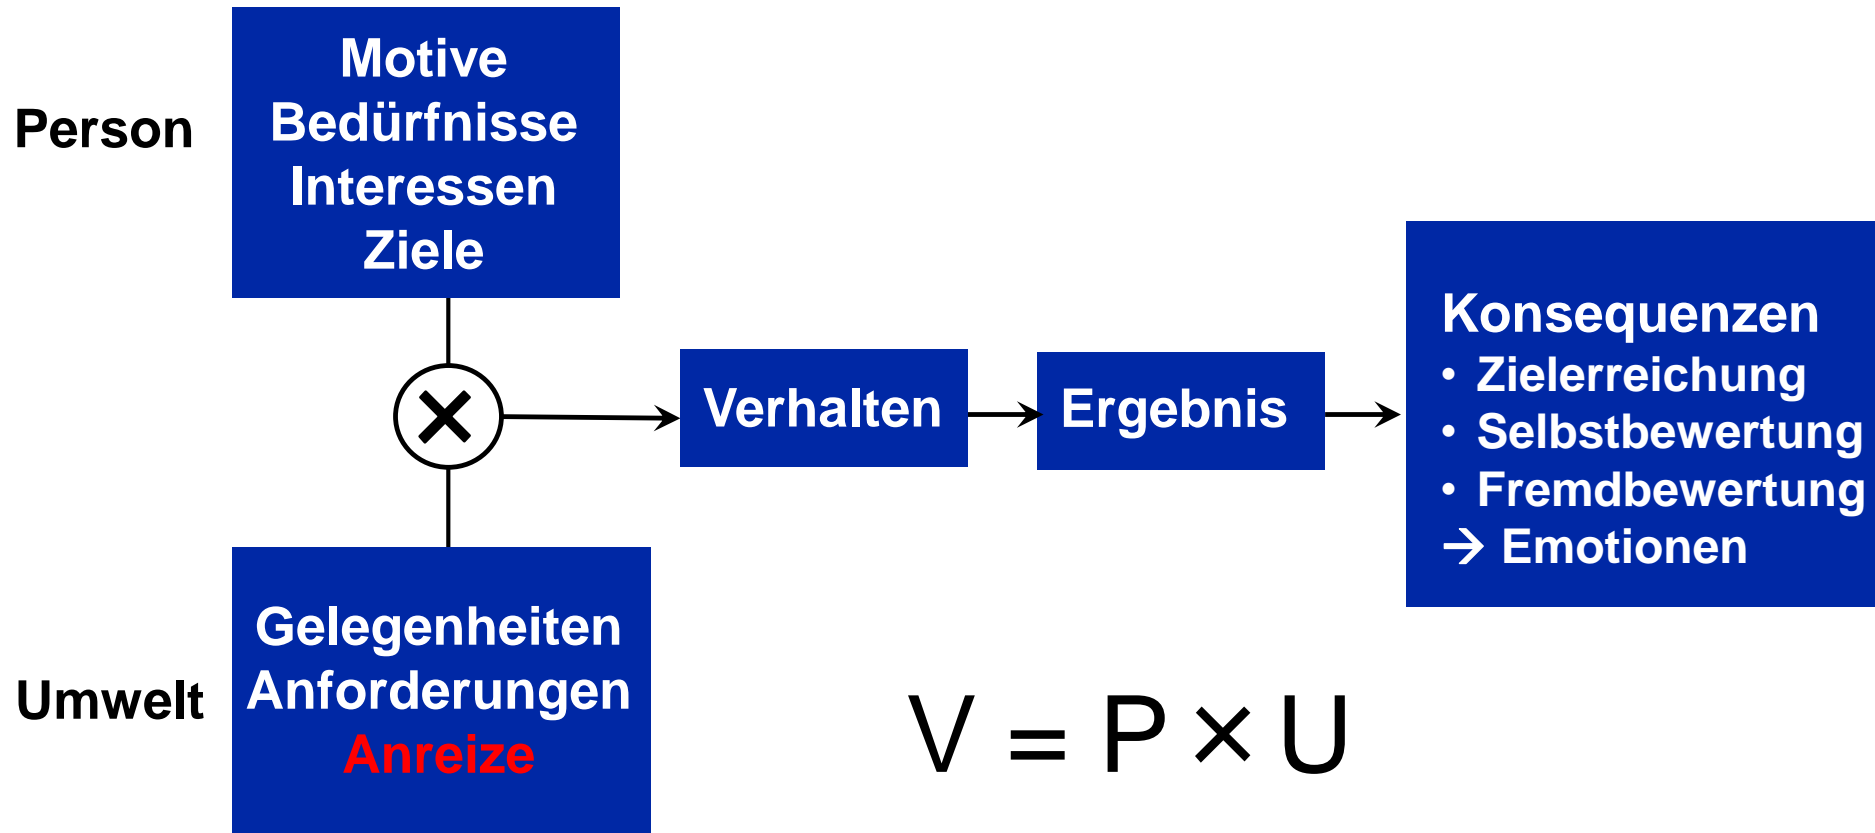 Person
Motive
Bedürfnisse
Interessen
Ziele
Verhalten
Ergebnis
Konsequenzen
• Zielerreichung
• Selbstbewertung
• Fremdbewertung
→ Emotionen
Umwelt
Gelegenheiten
Anforderungen
Anreize
V = P × U